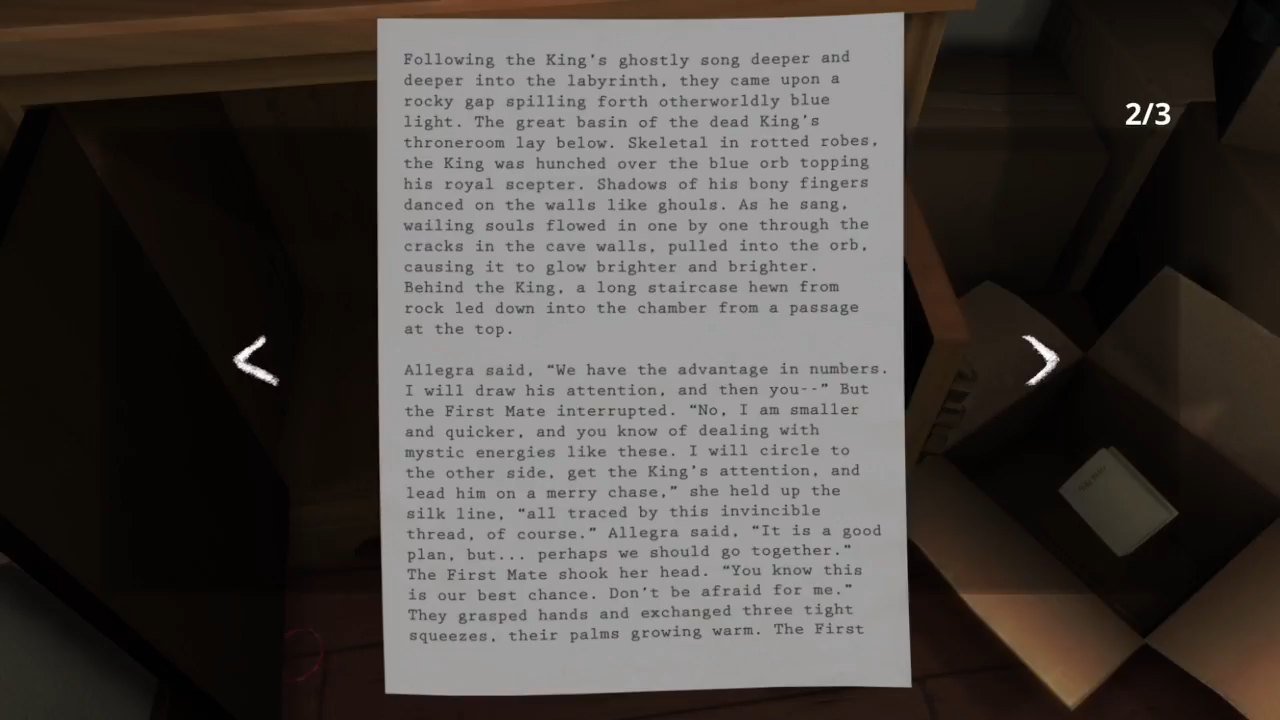 Following the King's ghostly song deeper and
deeper into the labyrinth, they came upon a
rocky gap spilling forth otherworldly blue
light. The great basin of the dead King's
throneroom lay below. Skeletal in rotted robes,
the King was hunched over the blue orb topping
his royal scepter. Shadows of his bony fingers
danced on the walls like ghouls. As he sang,
wailing souls flowed in one by one through the
cracks in the cave walls, pulled into the orb,
causing it to glow brighter and brighter.
Behind the King, a long staircase hewn from
rock led down into the chamber from a passage
at the top.
Allegra said, “We have the advantage in numbers.
I will draw his attention, and then you--” But
the First Mate interrupted. “No, I am smaller
and quicker, and you know of dealing with
mystic energies like these. I will circle to
the other side, get the King's attention, and
lead him on a merry chase,” she held up the
silk line, “all traced by this invincible
thread, of course.” Allegra said, “It is a good
plan, but... perhaps we should go together.”
The First Mate shook her head. “You know this
is our best chance. Don't be afraid for me.”
They grasped hands and exchanged three tight
squeezes, their palms growing warm. The First
2/3